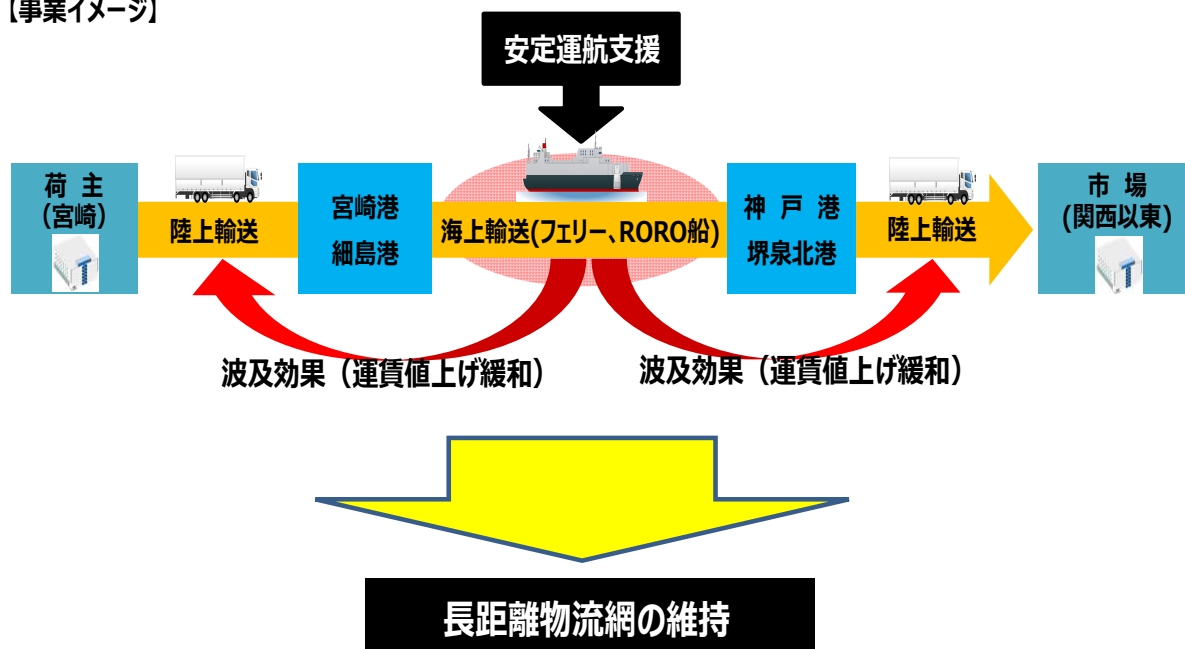 【事業イメージ】
安定運航支援
荷 主
(宮崎)
陸上輸送
宮崎港
細島港
海上輸送(フェリー、RORO船)
神 戸 港
堺泉北港
陸上輸送
市 場
(関西以東)
波及効果（運賃値上げ緩和）
波及効果（運賃値上げ緩和）
長距離物流網の維持